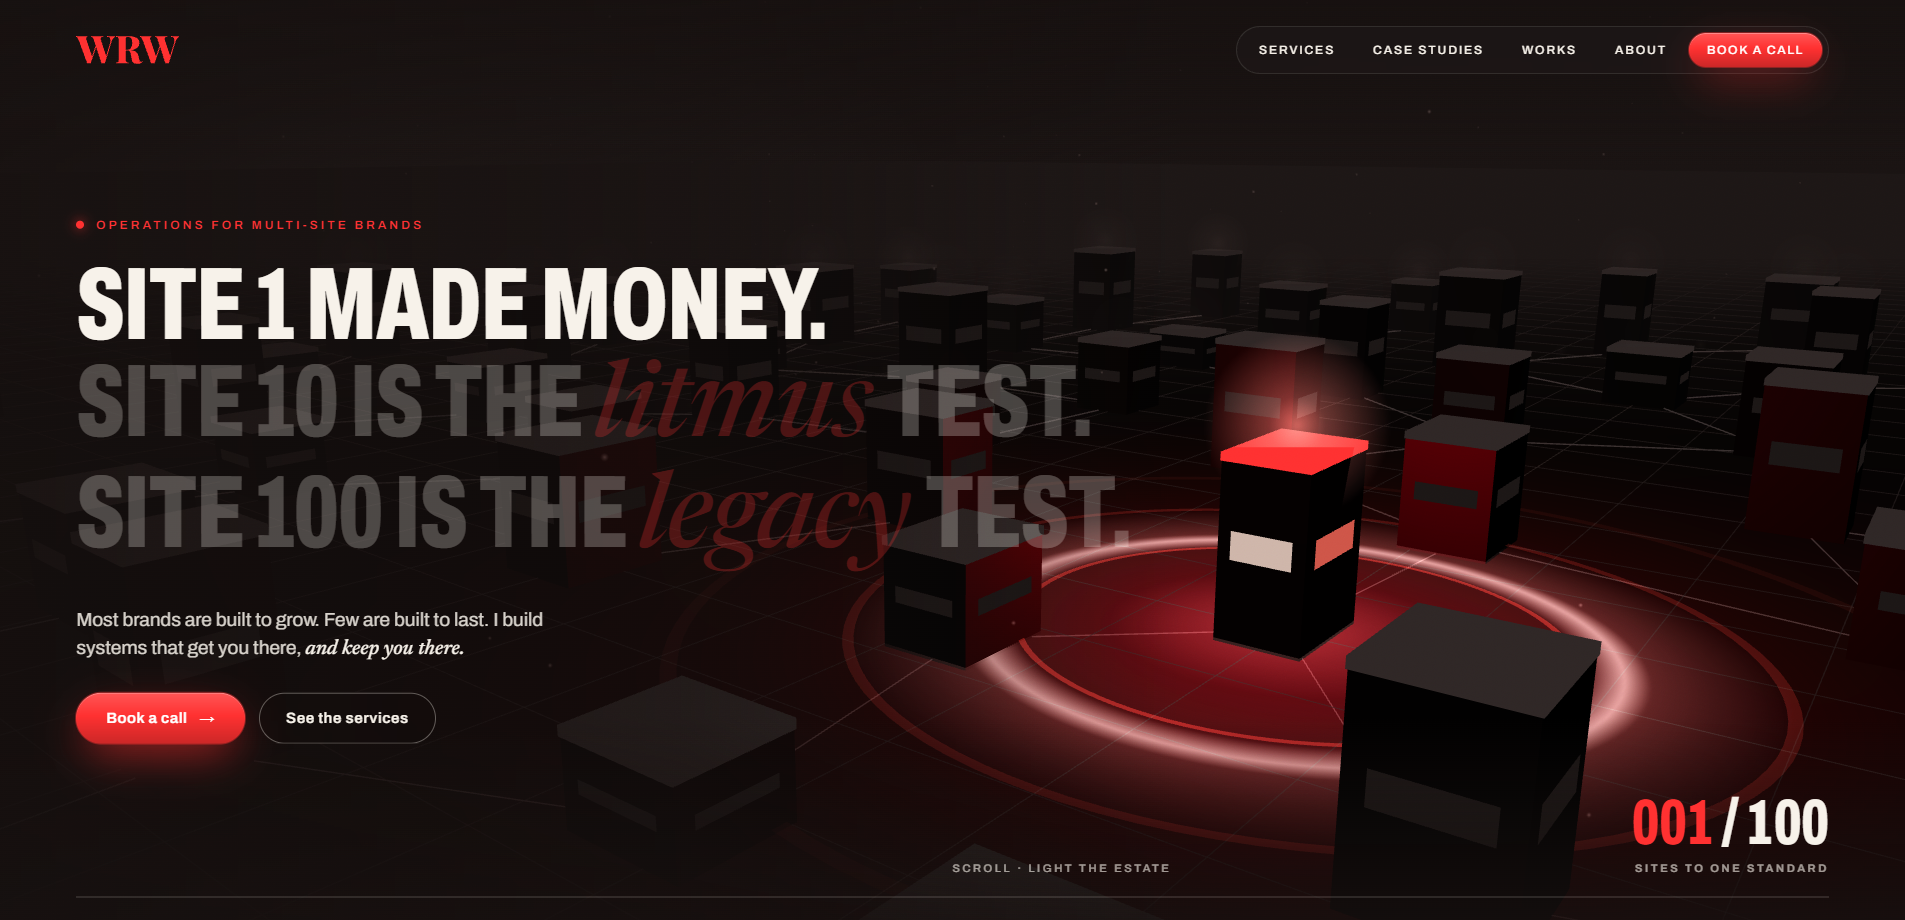 WRW
SERVICES
CASE STUDIES
WORKS
ABOUT
BOOK A CALL
OPERATIONS FOR MULTI-SITE BRANDS
SITE 1 MADE MONEY.
SITE 10 IS THE litmus TEST.
SITE 100 IS THE legacy TEST.
Most brands are built to grow. Few are built to last. I build
systems that get you there, and keep you there.
Book a call →
See the services
001 / 100
SCROLL · LIGHT THE ESTATE
SITES TO ONE STANDARD